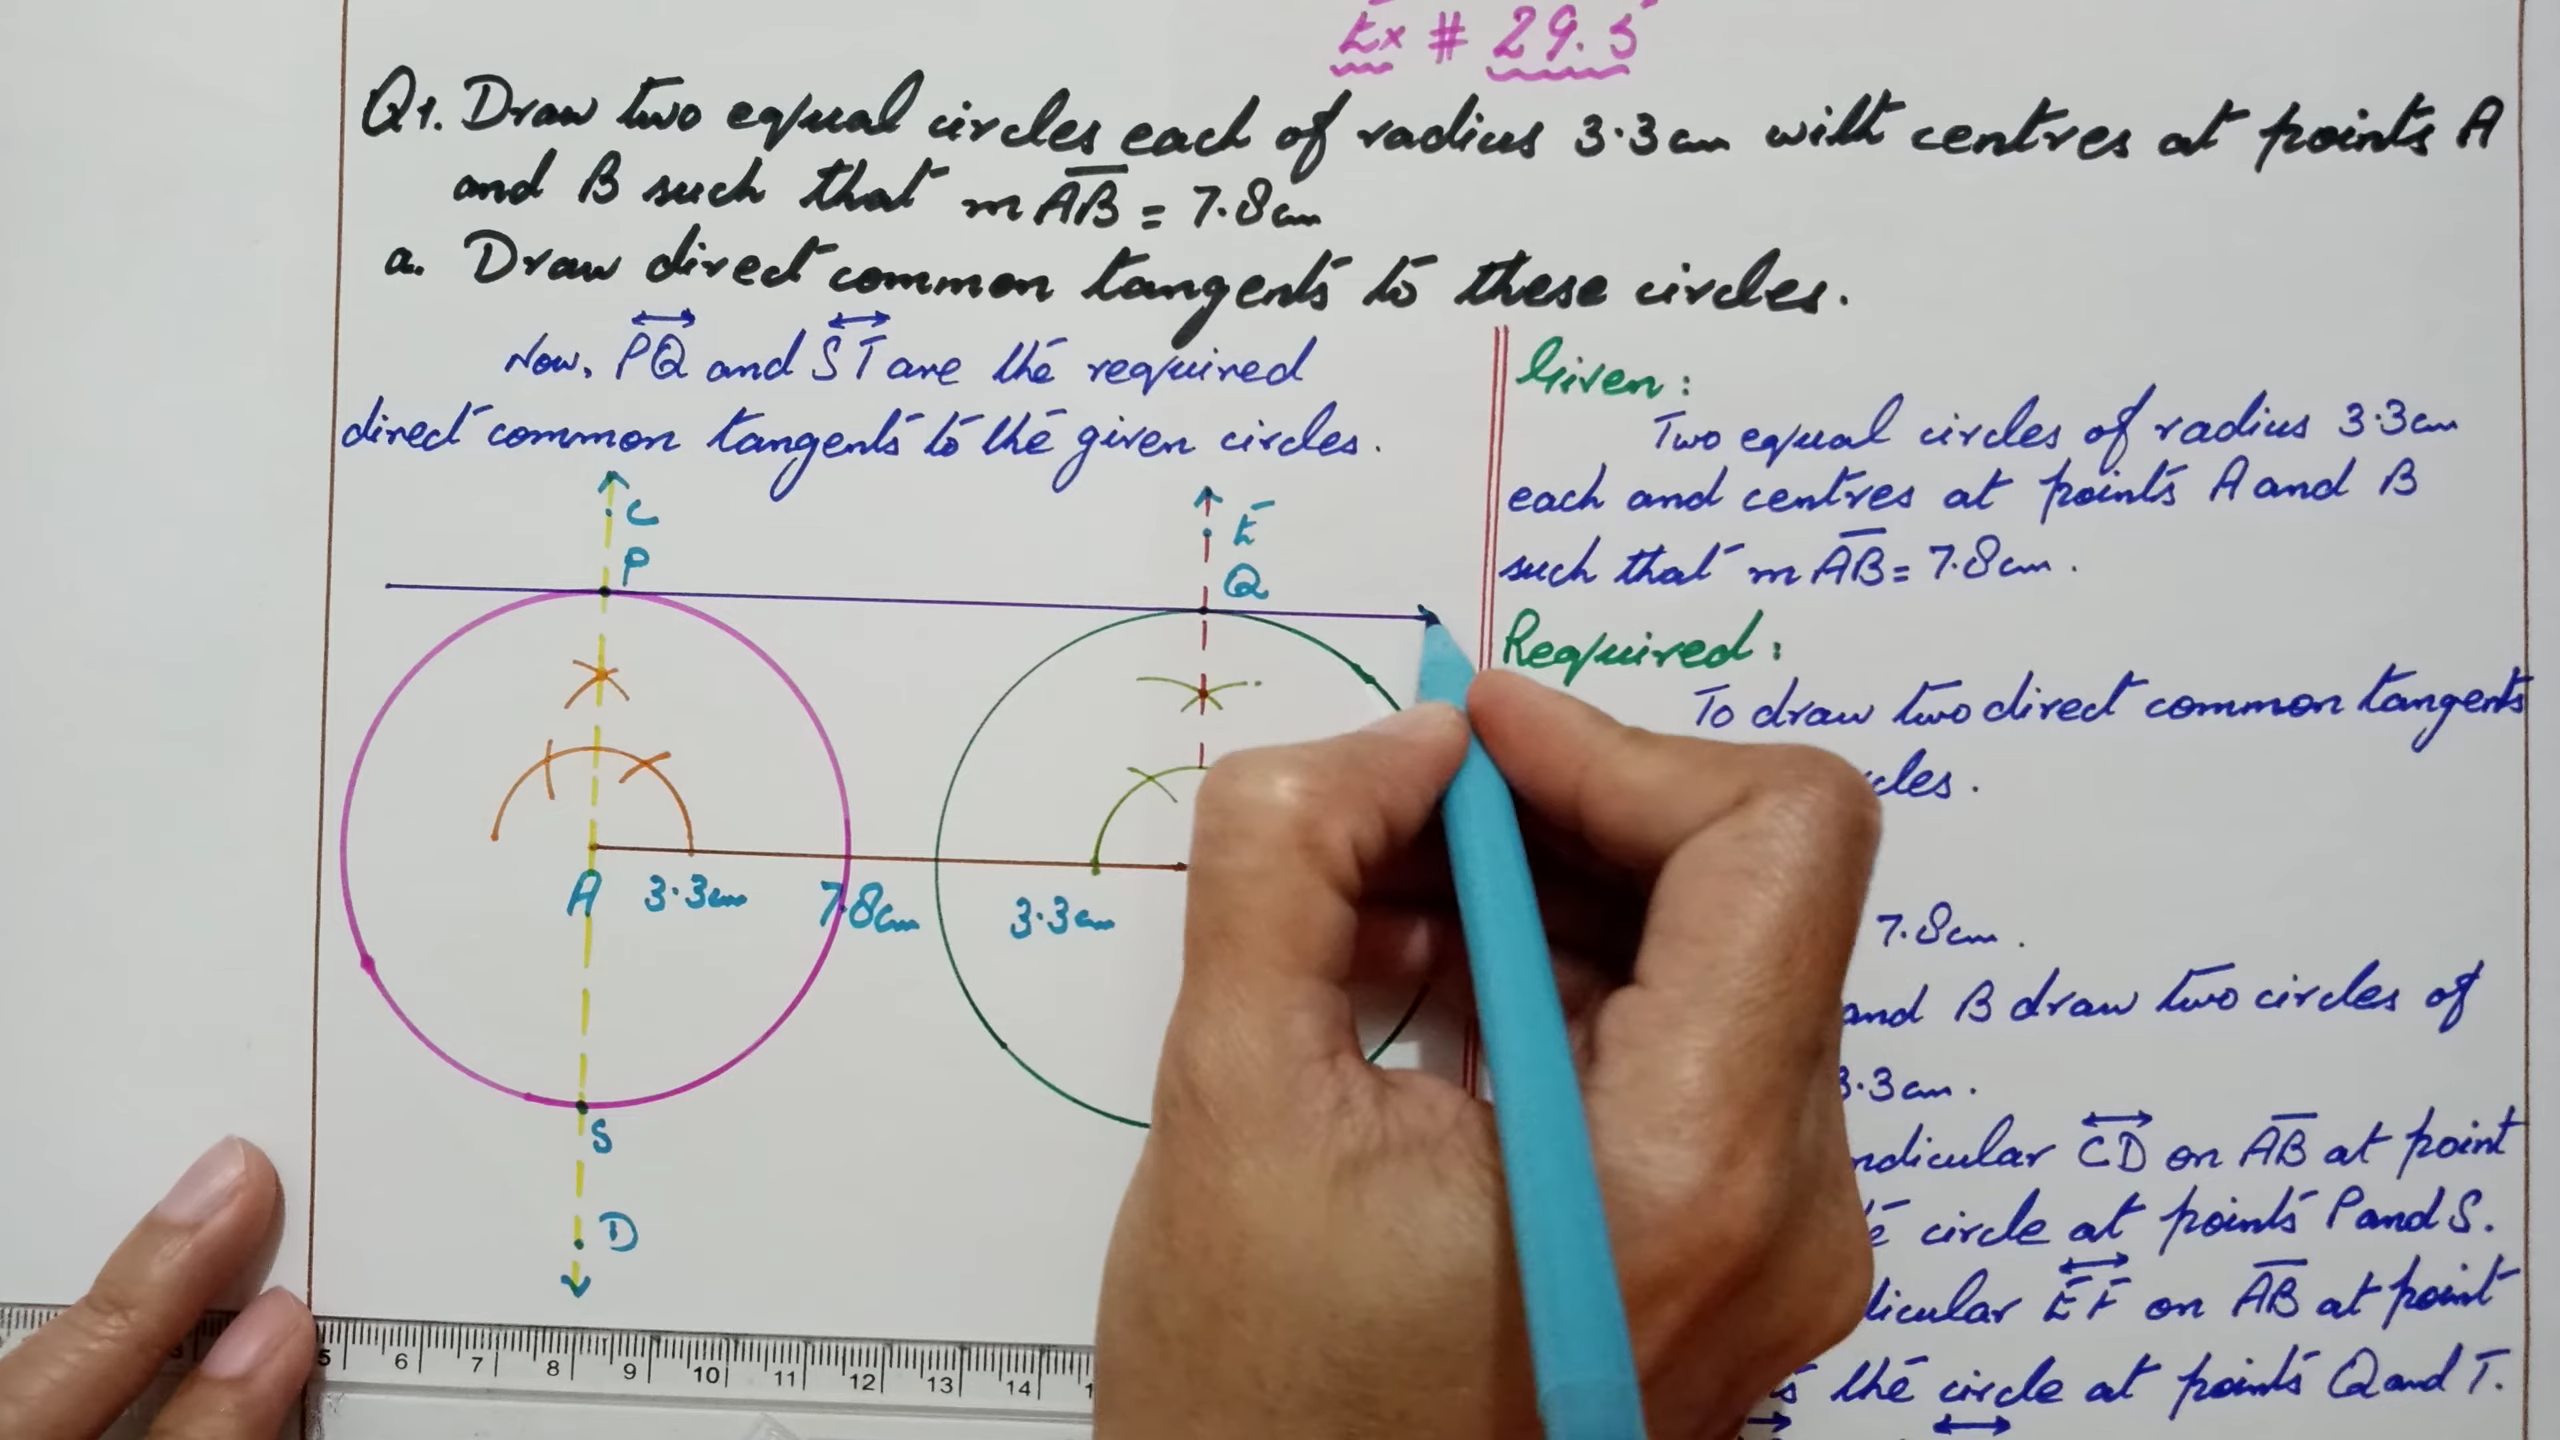 Ex # 29.5
Q1. Draw two equal circles each of radius 3.3cm with centres at points A
and B such that mAB = 7.8cm
a. Draw direct common tangents to these circles.
Now, PQ and ST are the required
direct common tangents to the given circles.
C
P
E
Q
A
3.3cm
7.8cm
3.3cm
S
D
5 6 7 8 9 10 11 12 13 14
Given:
Two equal circles of radius 3.3cm
each and centres at points A and B
such that mAB = 7.8cm.
Required:
To draw two direct common tangents
cles.
7.8cm.
and B draw two circles of
3.3cm.
ndicular CD on AB at point
circle at points P and S.
dicular EF on AB at point
the circle at points Q and T.